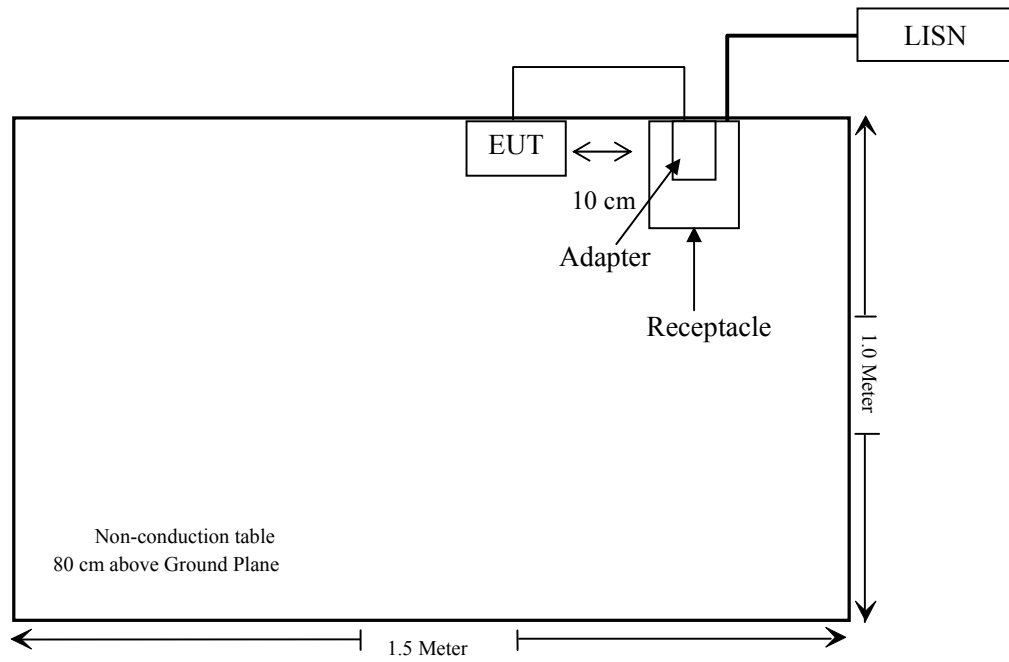 LISN
EUT
10 cm
Adapter
Receptacle
1.0 Meter
Non-conduction table
80 cm above Ground Plane
1.5 Meter